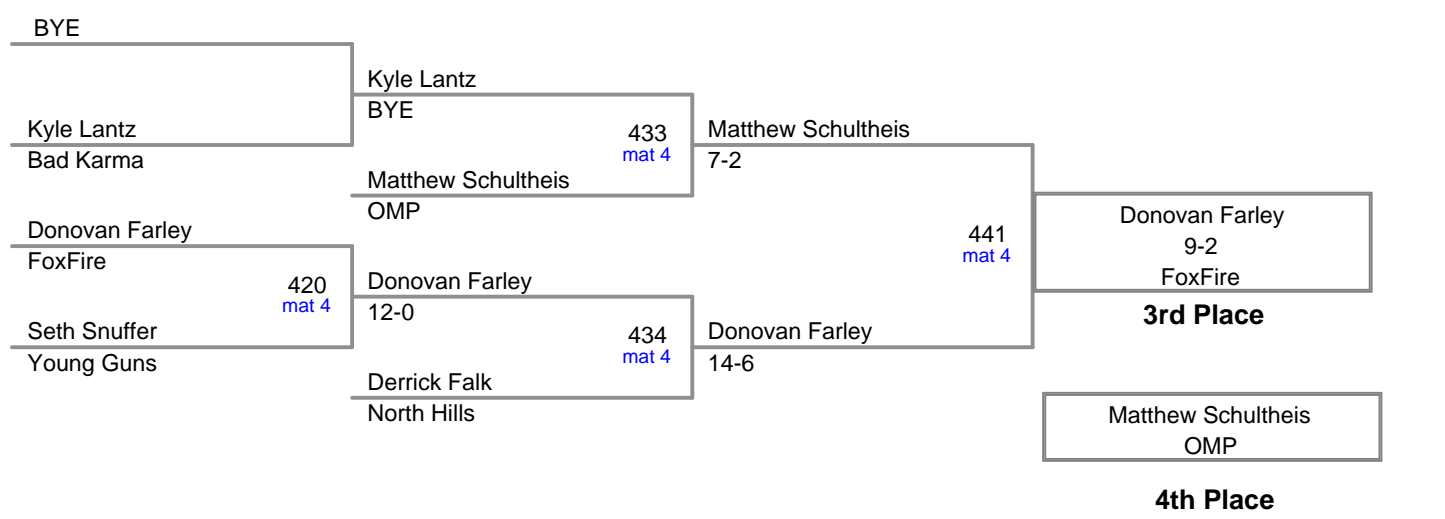 BYE
Kyle Lantz
Bad Karma
Donovan Farley
FoxFire
420
mat 4
Seth Snuffer
Young Guns
Kyle Lantz
BYE
433
mat 4
Matthew Schultheis
OMP
Donovan Farley
12-0
434
mat 4
Derrick Falk
North Hills
Matthew Schultheis
7-2
441
mat 4
Donovan Farley
14-6
Donovan Farley
9-2
FoxFire
3rd Place
Matthew Schultheis
OMP
4th Place